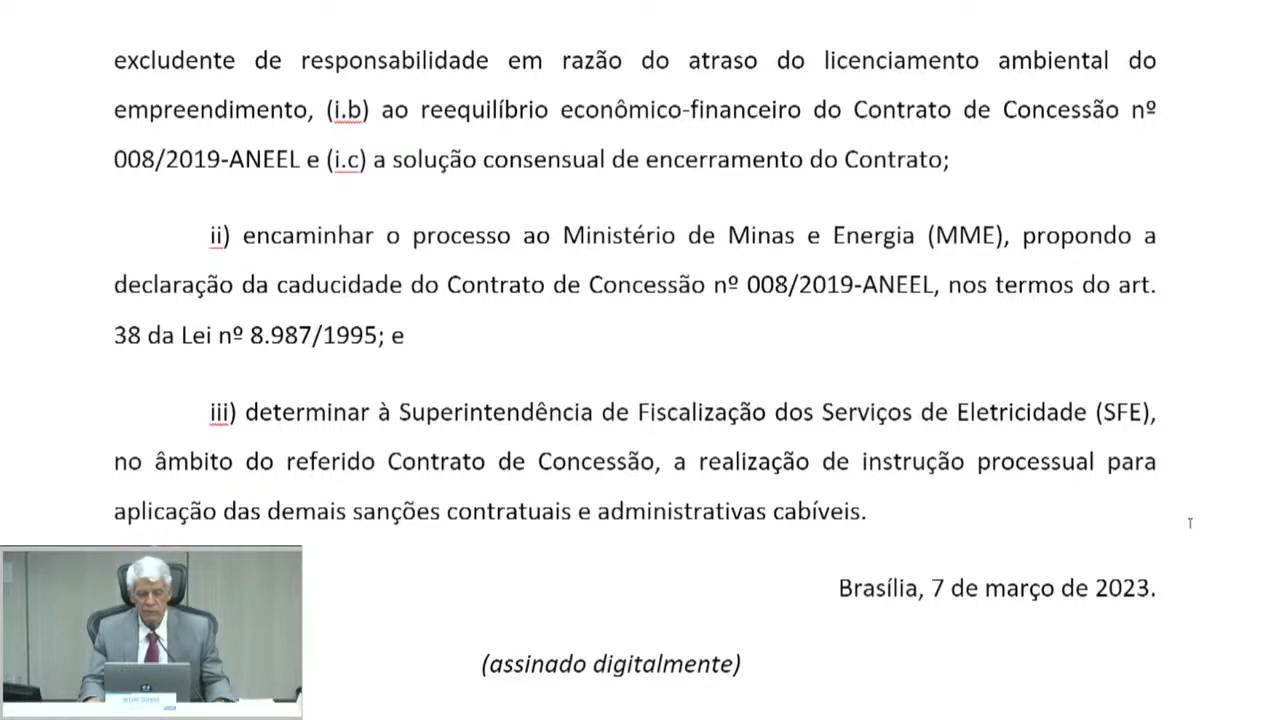 excludente de responsabilidade em razão do atraso do licenciamento ambiental do
empreendimento, (i.b) ao reequilíbrio econômico-financeiro do Contrato de Concessão nº
008/2019-ANEEL e (i.c) a solução consensual de encerramento do Contrato;
ii) encaminhar o processo ao Ministério de Minas e Energia (MME), propondo a
declaração da caducidade do Contrato de Concessão nº 008/2019-ANEEL, nos termos do art.
38 da Lei nº 8.987/1995; e
iii) determinar à Superintendência de Fiscalização dos Serviços de Eletricidade (SFE),
no âmbito do referido Contrato de Concessão, a realização de instrução processual para
aplicação das demais sanções contratuais e administrativas cabíveis.
Brasília, 7 de março de 2023.
(assinado digitalmente)